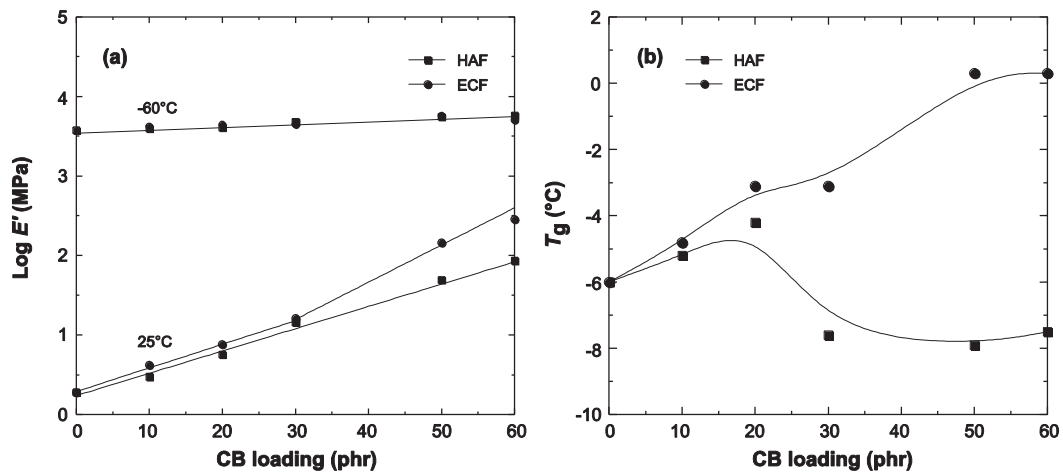 (a)
HAF
ECF
-60°C
25°C
5
4
3
2
1
0
0 10 20 30 40 50 60
Log E′ (MPa)
CB loading (phr)
(b)
HAF
ECF
2
0
-2
-4
-6
-8
-10
0 10 20 30 40 50 60
Tg (°C)
CB loading (phr)